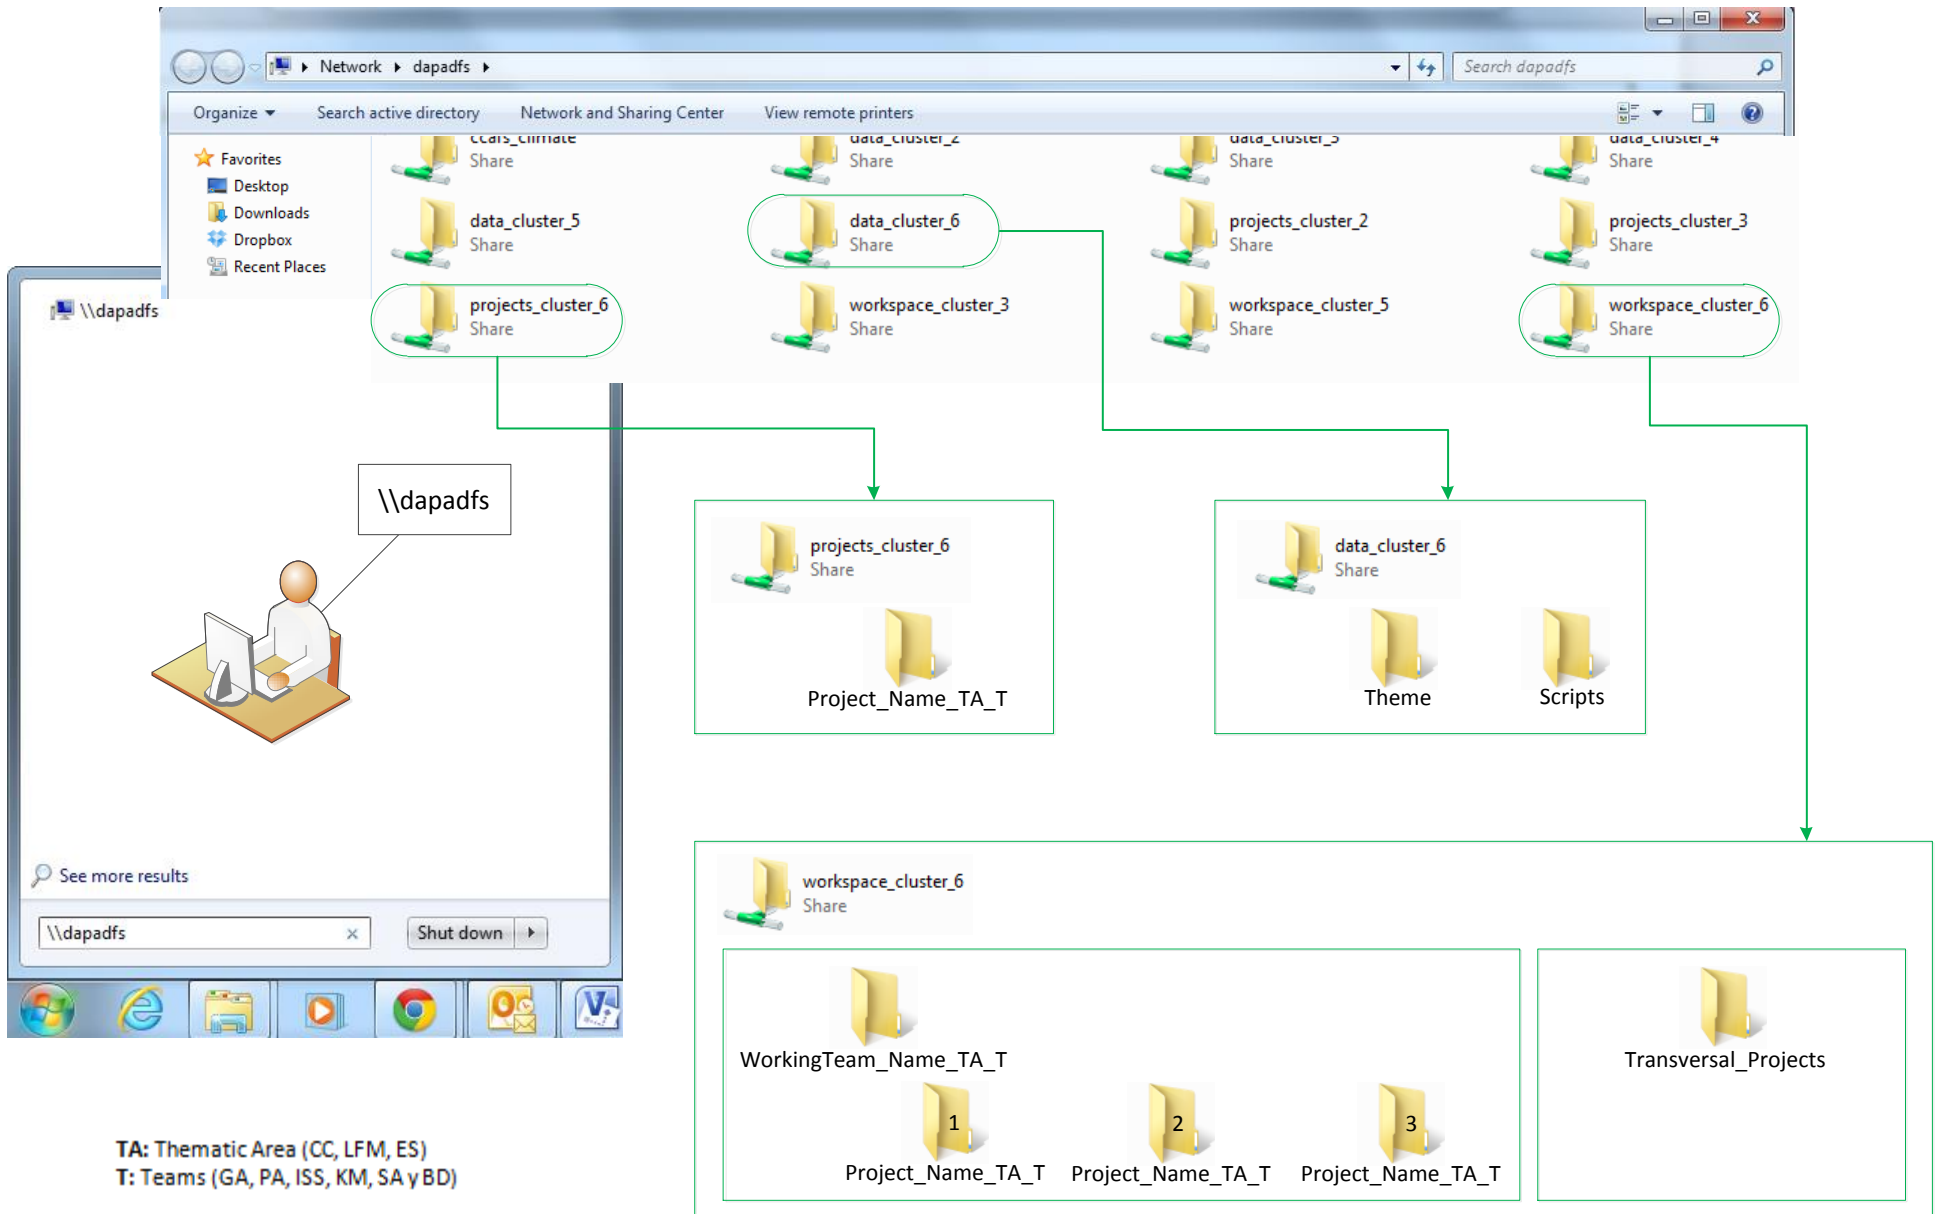 Network ▸ dapadfs ▸
Search dapadfs
Organize
Search active directory
Network and Sharing Center
View remote printers
Favorites
Desktop
Downloads
Dropbox
Recent Places
ccafs_climate
Share
data_cluster_2
Share
data_cluster_3
Share
data_cluster_4
Share
data_cluster_5
Share
data_cluster_6
Share
projects_cluster_2
Share
projects_cluster_3
Share
projects_cluster_6
Share
workspace_cluster_3
Share
workspace_cluster_5
Share
workspace_cluster_6
Share
\\dapadfs
\\dapadfs
See more results
\\dapadfs
Shut down
projects_cluster_6
Share
Project_Name_TA_T
data_cluster_6
Share
Theme
Scripts
workspace_cluster_6
Share
WorkingTeam_Name_TA_T
1
Project_Name_TA_T
2
Project_Name_TA_T
3
Project_Name_TA_T
Transversal_Projects
TA: Thematic Area (CC, LFM, ES)
T: Teams (GA, PA, ISS, KM, SA y BD)